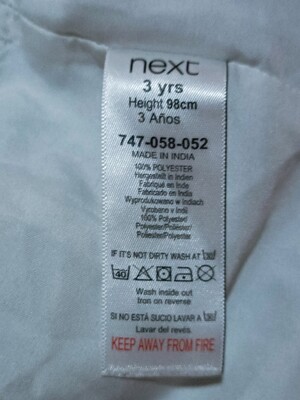 next
3 yrs
Height 98cm
3 Años
747-058-052
MADE IN INDIA
100% POLYESTER
Hergestellt in Indien
Fabriqué en Inde
Fabricado en India
Wyprodukowano w Indiach
Vyrobeno v Indii
100% Polyester/
Polyester/Poliéster/
Poliester/Polyester
IF IT'S NOT DIRTY WASH AT 30
40
Wash inside out
Iron on reverse
SI NO ESTÁ SUCIO LAVAR A 30
Lavar del revés.
KEEP AWAY FROM FIRE